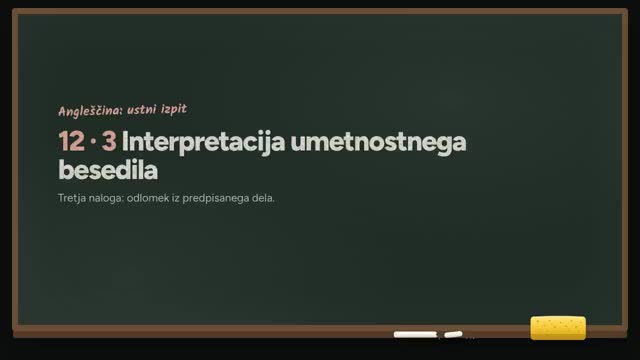 Angleščina: ustni izpit
12 · 3 Interpretacija umetnostnega
besedila
Tretja naloga: odlomek iz predpisanega dela.